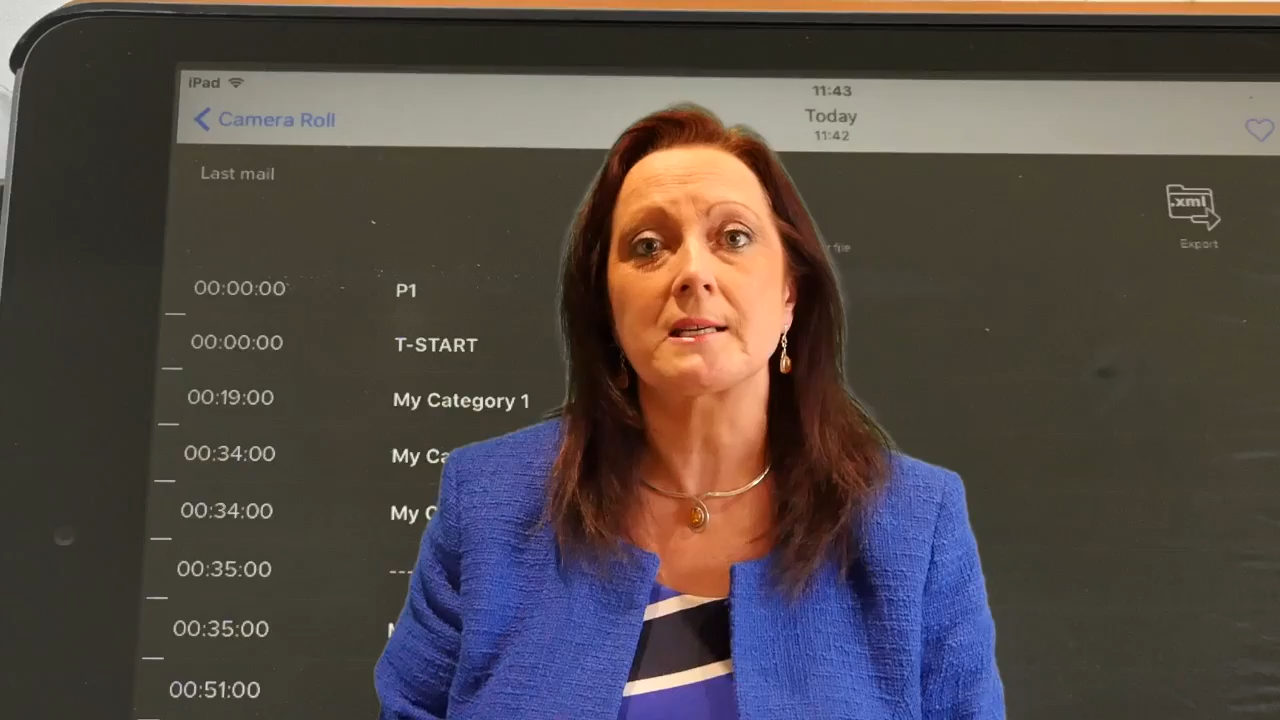 iPad
11:43
Camera Roll
Today
11:42
Last mail
.xml
Export
00:00:00 P1
00:00:00 T-START
00:19:00 My Category 1
00:34:00 My Ca
00:34:00 My C
00:35:00 ---
00:35:00
00:51:00